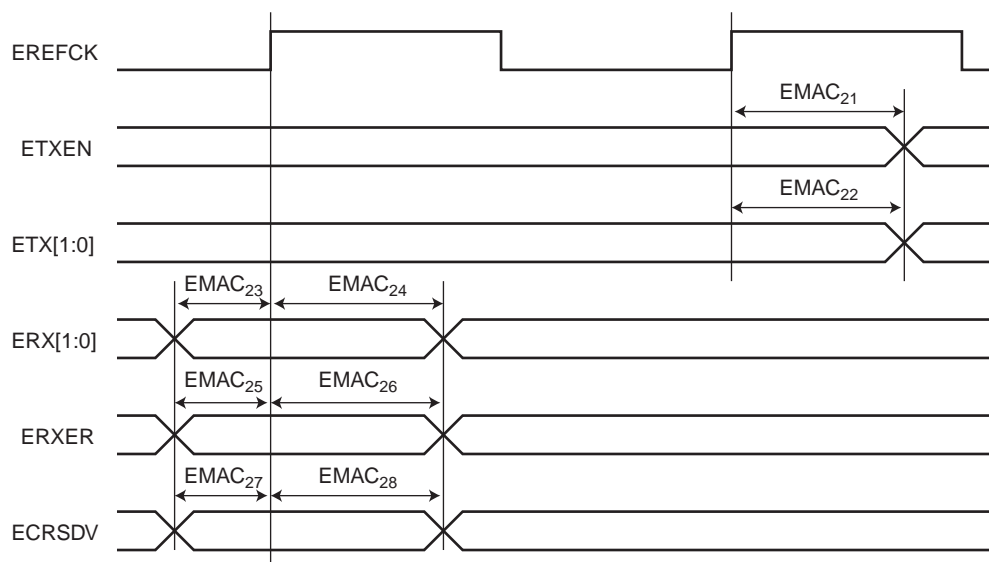 EREFCK
EMAC21
ETXEN
EMAC22
ETX[1:0]
EMAC23 EMAC24
ERX[1:0]
EMAC25 EMAC26
ERXER
EMAC27 EMAC28
ECRSDV